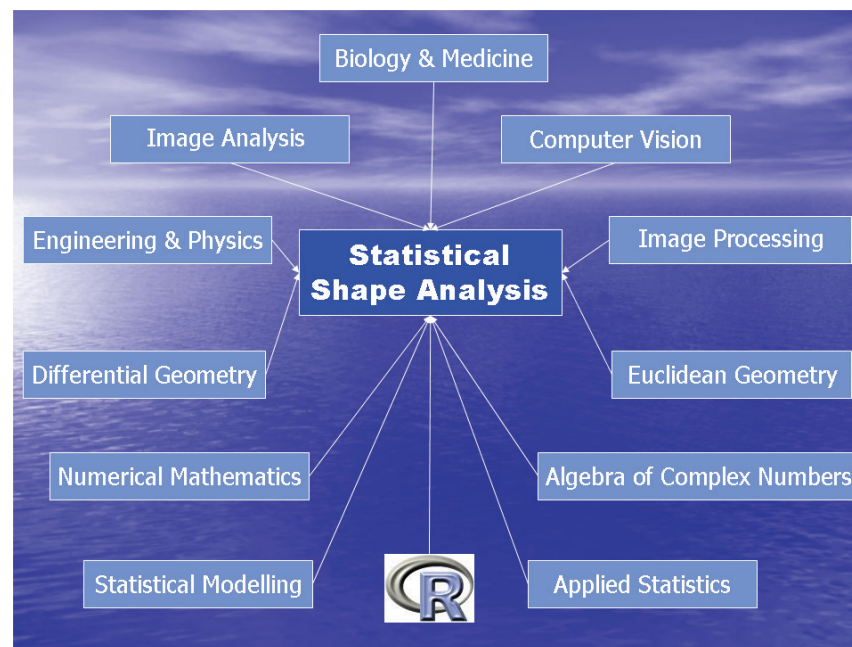 Biology & Medicine
Image Analysis
Computer Vision
Engineering & Physics
Image Processing
Statistical
Shape Analysis
Differential Geometry
Euclidean Geometry
Numerical Mathematics
Algebra of Complex Numbers
Statistical Modelling
R
Applied Statistics